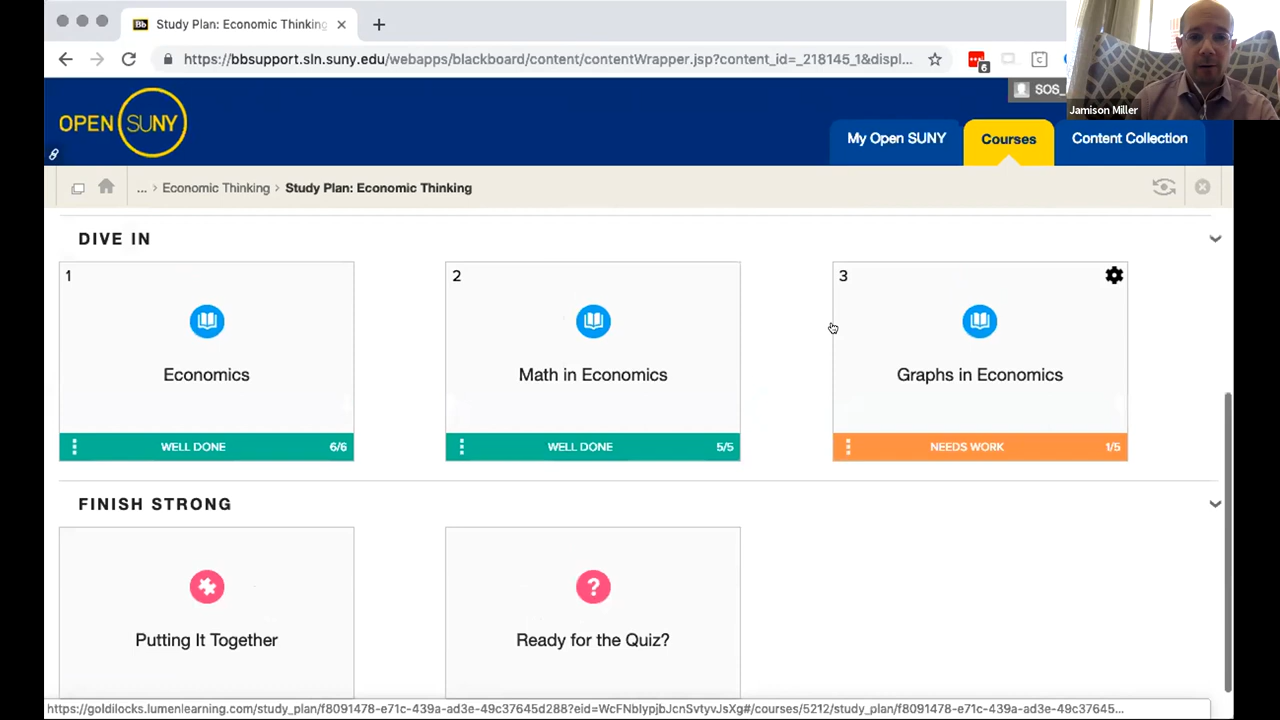 Bb Study Plan: Economic Thinking
https://bbsupport.sln.suny.edu/webapps/blackboard/content/contentWrapper.jsp?content_id=_218145_1&displ...
6
C
SOS_
Jamison Miller
OPEN SUNY
My Open SUNY
Courses
Content Collection
... > Economic Thinking > Study Plan: Economic Thinking
DIVE IN
1
Economics
WELL DONE 6/6
2
Math in Economics
WELL DONE 5/5
3
Graphs in Economics
NEEDS WORK 1/5
FINISH STRONG
Putting It Together
?
Ready for the Quiz?
https://goldilocks.lumenlearning.com/study_plan/f8091478-e71c-439a-ad3e-49c37645d288?eid=WcFNbIypjbJcnSvtyvJsXg#/courses/5212/study_plan/f8091478-e71c-439a-ad3e-49c37645...